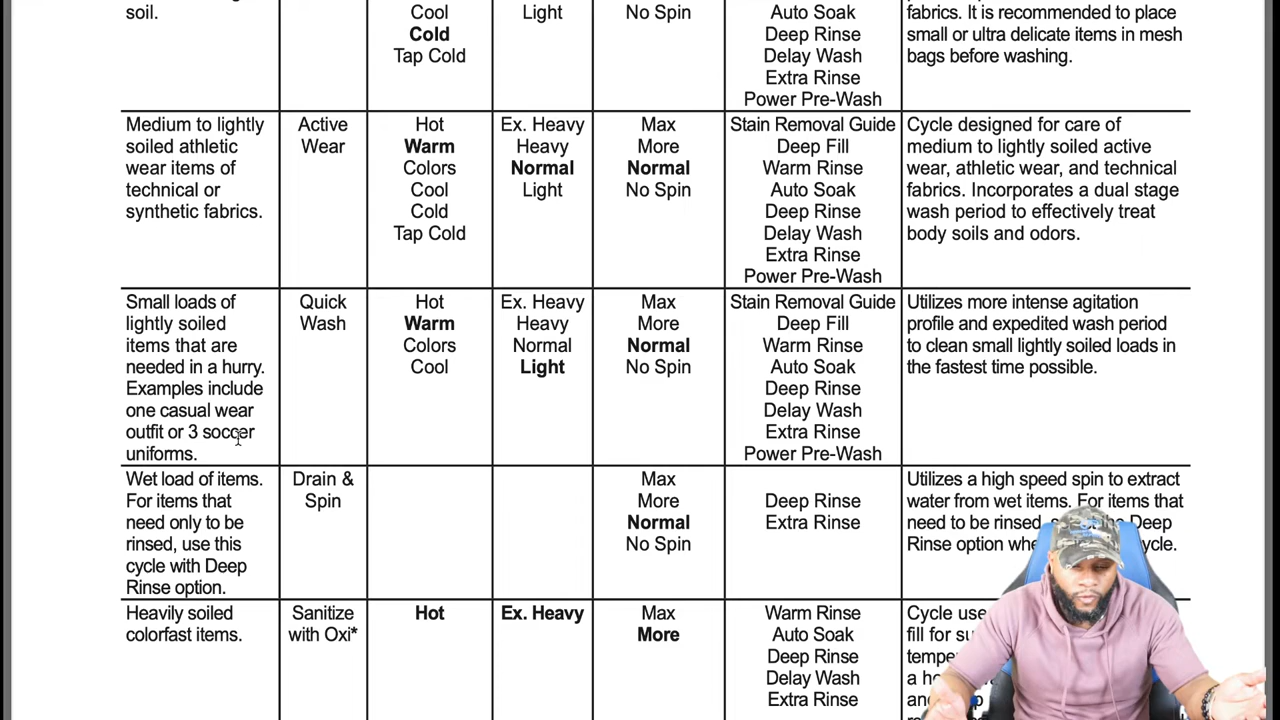 soil.
Cool
Cold
Tap Cold
Light
No Spin
Auto Soak
Deep Rinse
Delay Wash
Extra Rinse
Power Pre-Wash
fabrics. It is recommended to place
small or ultra delicate items in mesh
bags before washing.
Medium to lightly
soiled athletic
wear items of
technical or
synthetic fabrics.
Active
Wear
Hot
Warm
Colors
Cool
Cold
Tap Cold
Ex. Heavy
Heavy
Normal
Light
Max
More
Normal
No Spin
Stain Removal Guide
Deep Fill
Warm Rinse
Auto Soak
Deep Rinse
Delay Wash
Extra Rinse
Power Pre-Wash
Cycle designed for care of
medium to lightly soiled active
wear, athletic wear, and technical
fabrics. Incorporates a dual stage
wash period to effectively treat
body soils and odors.
Small loads of
lightly soiled
items that are
needed in a hurry.
Examples include
one casual wear
outfit or 3 soccer
uniforms.
Quick
Wash
Hot
Warm
Colors
Cool
Ex. Heavy
Heavy
Normal
Light
Max
More
Normal
No Spin
Stain Removal Guide
Deep Fill
Warm Rinse
Auto Soak
Deep Rinse
Delay Wash
Extra Rinse
Power Pre-Wash
Utilizes more intense agitation
profile and expedited wash period
to clean small lightly soiled loads in
the fastest time possible.
Wet load of items.
For items that
need only to be
rinsed, use this
cycle with Deep
Rinse option.
Drain &
Spin
Max
More
Normal
No Spin
Deep Rinse
Extra Rinse
Utilizes a high speed spin to extract
water from wet items. For items that
need to be rinsed, Deep
Rinse option
Heavily soiled
colorfast items.
Sanitize
with Oxi*
Hot
Ex. Heavy
Max
More
Warm Rinse
Auto Soak
Deep Rinse
Delay Wash
Extra Rinse
Cycle
fill for